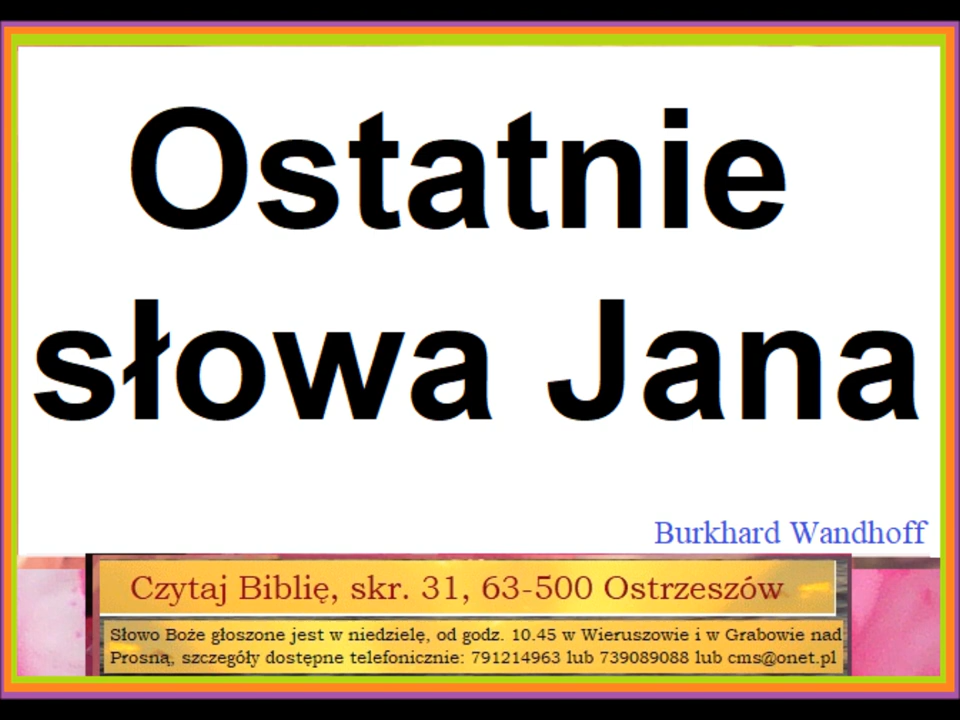 Ostatnie
słowa Jana
Burkhard Wandhoff
Czytaj Biblię, skr. 31, 63-500 Ostrzeszów
Słowo Boże głoszone jest w niedzielę, od godz. 10.45 w Wieruszowie i w Grabowie nad
Prosną, szczegóły dostępne telefonicznie: 791214963 lub 739089088 lub cms@onet.pl